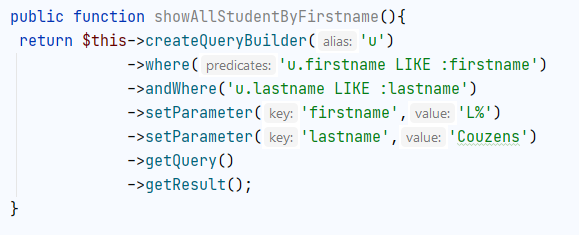 public function showAllStudentByFirstname(){
return $this->createQueryBuilder( alias: 'u')
->where( predicates: 'u.firstname LIKE :firstname')
->andWhere('u.lastname LIKE :lastname')
->setParameter( key: 'firstname', value: 'L%')
->setParameter( key: 'lastname', value: 'Couzens')
->getQuery()
->getResult();
}